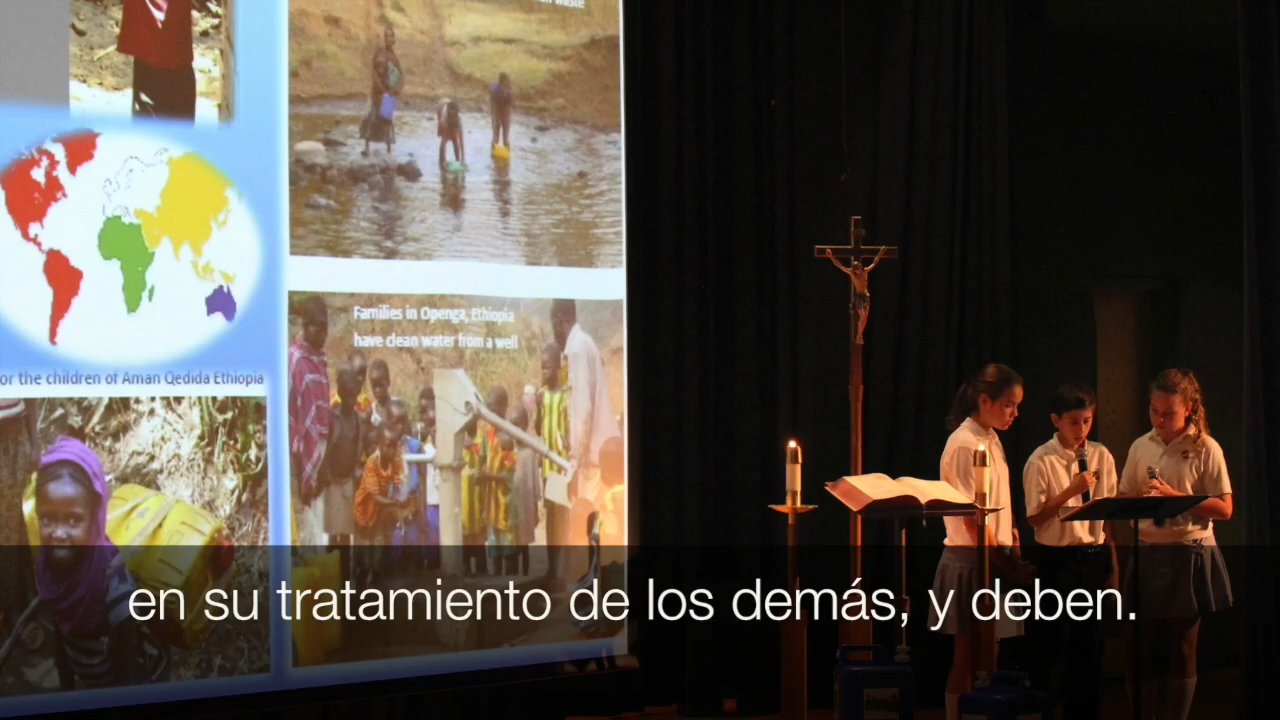 waste
Families in Openga, Ethiopia
have clean water from a well
or the children of Aman Qedida Ethiopia
en su tratamiento de los demás, y deben.